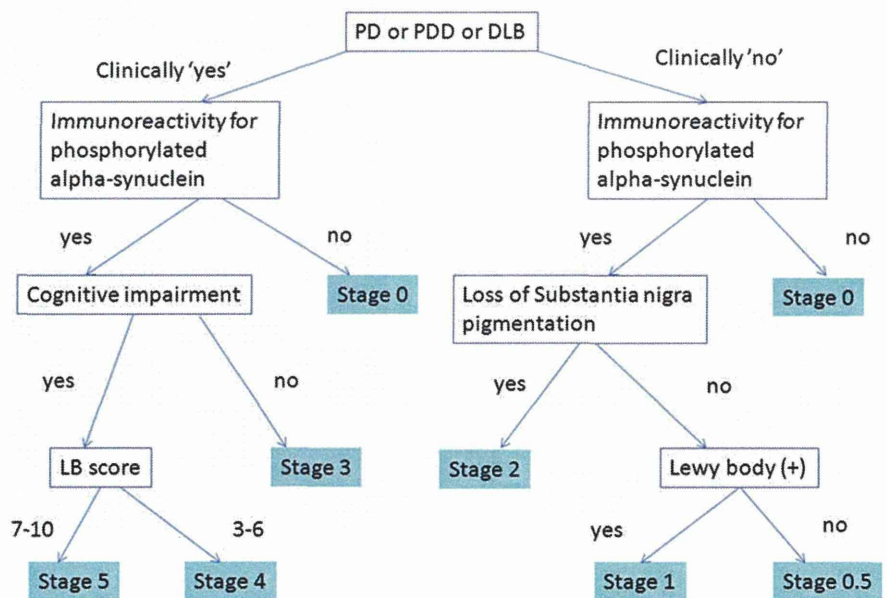 PD or PDD or DLB
Clinically ‘yes’
Clinically ‘no’
Immunoreactivity for
phosphorylated
alpha-synuclein
Immunoreactivity for
phosphorylated
alpha-synuclein
yes
no
yes
no
Cognitive impairment
Stage 0
Loss of Substantia nigra
pigmentation
Stage 0
yes
no
yes
no
LB score
Stage 3
Stage 2
Lewy body (+)
7-10
3-6
yes
no
Stage 5
Stage 4
Stage 1
Stage 0.5